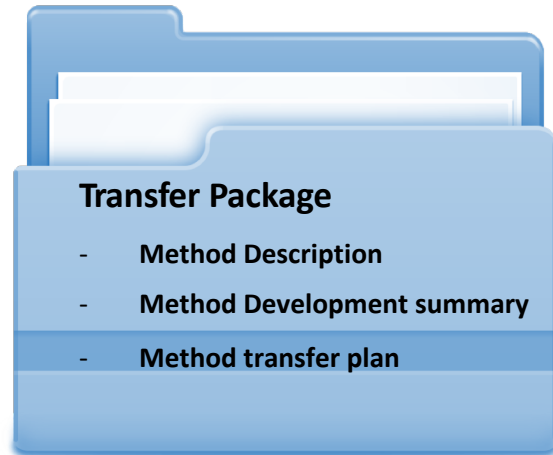 Transfer Package
- Method Description
- Method Development summary
- Method transfer plan